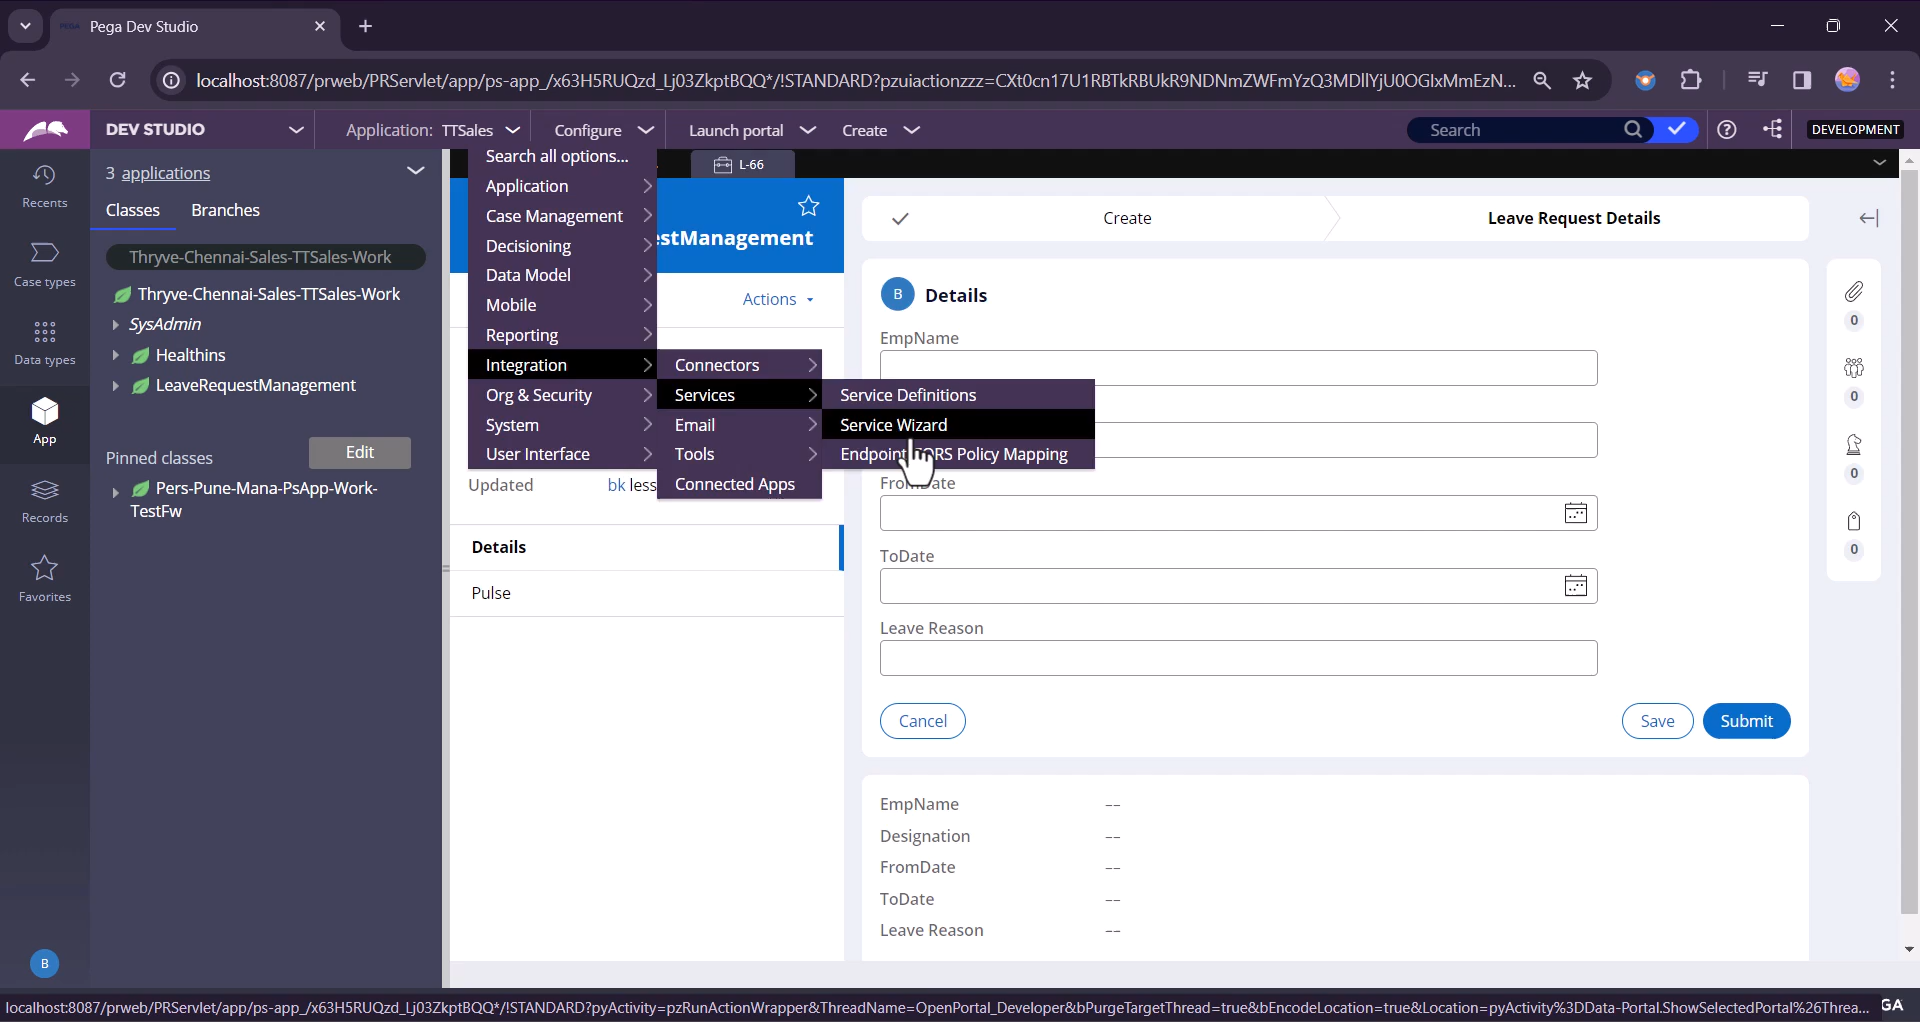 Pega Dev Studio
localhost:8087/prweb/PRServlet/app/ps-app_/x63H5RUQzd_Lj03ZkptBQQ*/!STANDARD?pzuiactionzzz=CXt0cn17U1RBTkRBUkR9NDNmZWFmYzQ3MDllYjU0OGIxMmEzN...
DEV STUDIO
Application: TTSales
Configure
Launch portal
Create
Search
DEVELOPMENT
Recents
Case types
Data types
App
Records
Favorites
B
3 applications
Classes Branches
Thryve-Chennai-Sales-TTSales-Work
Thryve-Chennai-Sales-TTSales-Work
SysAdmin
Healthins
LeaveRequestManagement
Pinned classes
Edit
Pers-Pune-Mana-PsApp-Work-
TestFw
Search all options...
Application
Case Management
Decisioning
Data Model
Mobile
Reporting
Integration
Org & Security
System
User Interface
Connectors
Services
Email
Tools
Connected Apps
Service Definitions
Service Wizard
Endpoint CORS Policy Mapping
L-66
estManagement
Actions
Updated bk less
Details
Pulse
Create
Leave Request Details
B Details
EmpName
FromDate
ToDate
Leave Reason
Cancel
Save
Submit
0
0
0
0
EmpName --
Designation --
FromDate --
ToDate --
Leave Reason --
localhost:8087/prweb/PRServlet/app/ps-app_/x63H5RUQzd_Lj03ZkptBQQ*/!STANDARD?pyActivity=pzRunActionWrapper&ThreadName=OpenPortal_Developer&bPurgeTargetThread=true&bEncodeLocation=true&Location=pyActivity%3DData-Portal.ShowSelectedPortal%26Threa...
GA